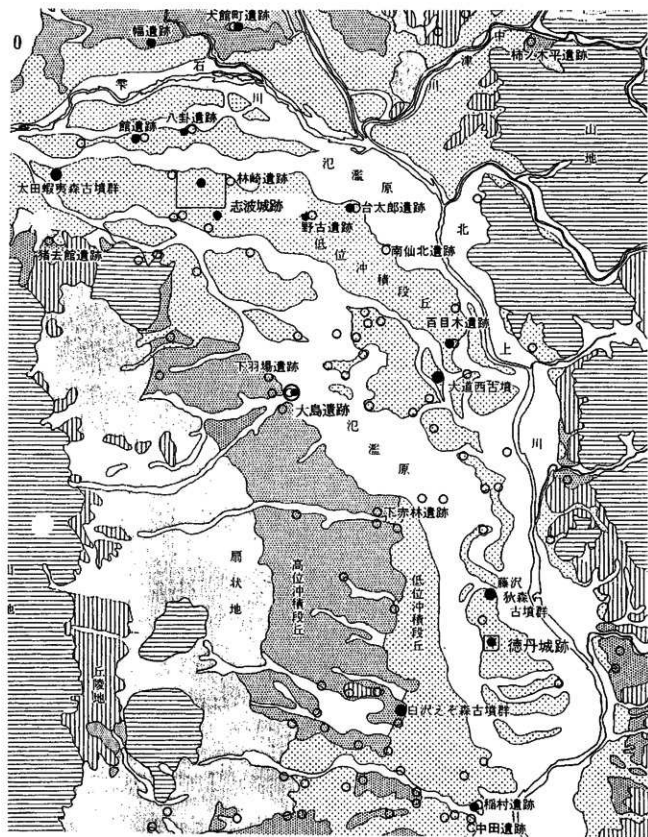 0
大館町遺跡
幅遺跡
柿ノ木平遺跡
中
津
川
雫
石
川
八卦遺跡
館遺跡
山地
氾濫原
林崎遺跡
太田蝦夷森古墳群
志波城跡
台太郎遺跡
野古遺跡
北
上
川
南仙北遺跡
猪去館遺跡
低位沖積段丘
百目木遺跡
下羽場遺跡
大道西古墳
大島遺跡
氾濫原
下赤林遺跡
扇状地
高位沖積段丘
低位沖積段丘
藤沢
狄森
古墳群
徳丹城跡
山地
丘陵地
白沢えぞ森古墳群
稲村遺跡
中田遺跡